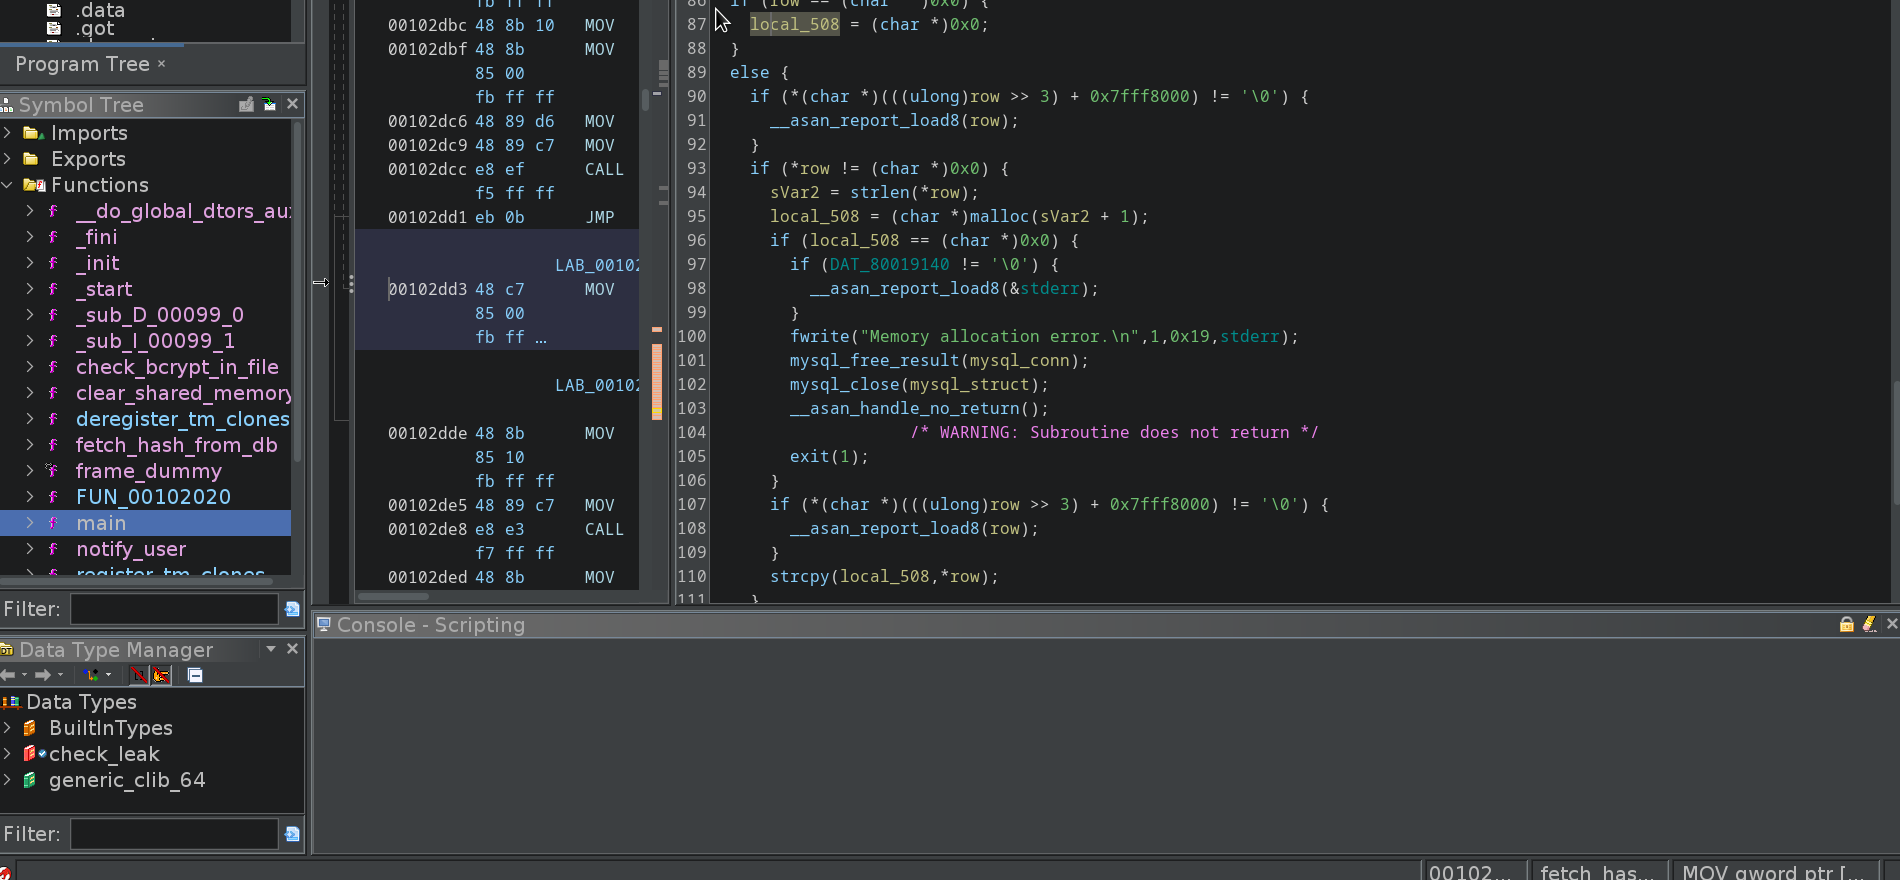 .data
.got
Program Tree ×
Symbol Tree
Imports
Exports
Functions
f __do_global_dtors_au
f _fini
f _init
f _start
f _sub_D_00099_0
f _sub_I_00099_1
f check_bcrypt_in_file
f clear_shared_memory
f deregister_tm_clones
f fetch_hash_from_db
f frame_dummy
f FUN_00102020
f main
f notify_user
f register_tm_clones
Filter:
Data Type Manager
Data Types
BuiltInTypes
check_leak
generic_clib_64
Filter:
fb ff ff
00102dbc 48 8b 10 MOV
00102dbf 48 8b MOV
85 00
fb ff ff
00102dc6 48 89 d6 MOV
00102dc9 48 89 c7 MOV
00102dcc e8 ef CALL
f5 ff ff
00102dd1 eb 0b JMP
LAB_00102
00102dd3 48 c7 MOV
85 00
fb ff ...
LAB_00102
00102dde 48 8b MOV
85 10
fb ff ff
00102de5 48 89 c7 MOV
00102de8 e8 e3 CALL
f7 ff ff
00102ded 48 8b MOV
86 if (row == (char *)0x0) {
87 local_508 = (char *)0x0;
88 }
89 else {
90 if (*(char *)(((ulong)row >> 3) + 0x7fff8000) != '\0') {
91 __asan_report_load8(row);
92 }
93 if (*row != (char *)0x0) {
94 sVar2 = strlen(*row);
95 local_508 = (char *)malloc(sVar2 + 1);
96 if (local_508 == (char *)0x0) {
97 if (DAT_80019140 != '\0') {
98 __asan_report_load8(&stderr);
99 }
100 fwrite("Memory allocation error.\n",1,0x19,stderr);
101 mysql_free_result(mysql_conn);
102 mysql_close(mysql_struct);
103 __asan_handle_no_return();
104 /* WARNING: Subroutine does not return */
105 exit(1);
106 }
107 if (*(char *)(((ulong)row >> 3) + 0x7fff8000) != '\0') {
108 __asan_report_load8(row);
109 }
110 strcpy(local_508,*row);
111 }
Console - Scripting
00102... fetch_has... MOV qword ptr [...